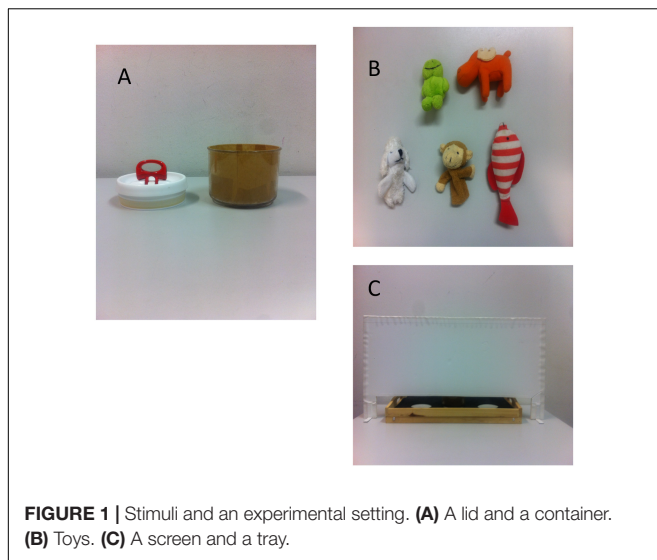 A
B
C
FIGURE 1 | Stimuli and an experimental setting. (A) A lid and a container.
(B) Toys. (C) A screen and a tray.